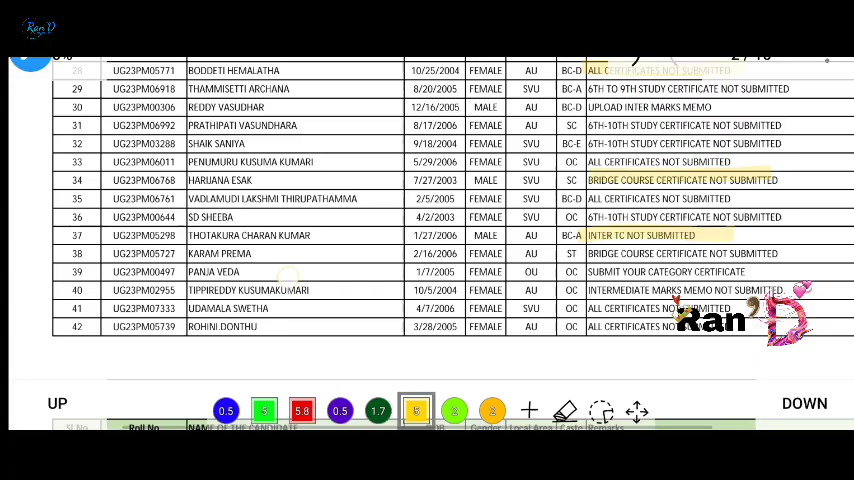 Ran'D
28 UG23PM05771 BODDETI HEMALATHA 10/25/2004 FEMALE AU BC-D ALL CERTIFICATES NOT SUBMITTED
29 UG23PM06918 THAMMISETTI ARCHANA 8/20/2005 FEMALE SVU BC-A 6TH TO 9TH STUDY CERTIFICATE NOT SUBMITTED
30 UG23PM00306 REDDY VASUDHAR 12/16/2005 MALE AU BC-D UPLOAD INTER MARKS MEMO
31 UG23PM06992 PRATHIPATI VASUNDHARA 8/17/2006 FEMALE AU SC 6TH-10TH STUDY CERTIFICATE NOT SUBMITTED
32 UG23PM03288 SHAIK SANIYA 9/18/2004 FEMALE SVU BC-E 6TH-10TH STUDY CERTIFICATE NOT SUBMITTED
33 UG23PM06011 PENUMURU KUSUMA KUMARI 5/29/2006 FEMALE SVU OC ALL CERTIFICATES NOT SUBMITTED
34 UG23PM06768 HARIJANA ESAK 7/27/2003 MALE SVU SC BRIDGE COURSE CERTIFICATE NOT SUBMITTED
35 UG23PM06761 VADLAMUDI LAKSHMI THIRUPATHAMMA 2/5/2005 FEMALE SVU BC-D ALL CERTIFICATES NOT SUBMITTED
36 UG23PM00644 SD SHEEBA 4/2/2003 FEMALE SVU OC 6TH-10TH STUDY CERTIFICATE NOT SUBMITTED
37 UG23PM05298 THOTAKURA CHARAN KUMAR 1/27/2006 MALE AU BC-A INTER TC NOT SUBMITTED
38 UG23PM05727 KARAM PREMA 2/16/2006 FEMALE AU ST BRIDGE COURSE CERTIFICATE NOT SUBMITTED
39 UG23PM00497 PANJA VEDA 1/7/2005 FEMALE OU OC SUBMIT YOUR CATEGORY CERTIFICATE
40 UG23PM02955 TIPPIREDDY KUSUMAKUMARI 10/5/2004 FEMALE AU OC INTERMEDIATE MARKS MEMO NOT SUBMITTED.
41 UG23PM07333 UDAMALA SWETHA 4/7/2006 FEMALE SVU OC ALL CERTIFICATES NOT SUBMITTED
42 UG23PM05739 ROHINI.DONTHU 3/28/2005 FEMALE AU OC ALL CERTIFICATES NOT SUBMITTED
Ran'D
UP DOWN
0.5 5 5.8 0.5 1.7 5 2 2
Sl.No Roll No NAME OF THE CANDIDATE Gender Local Area Caste Remarks